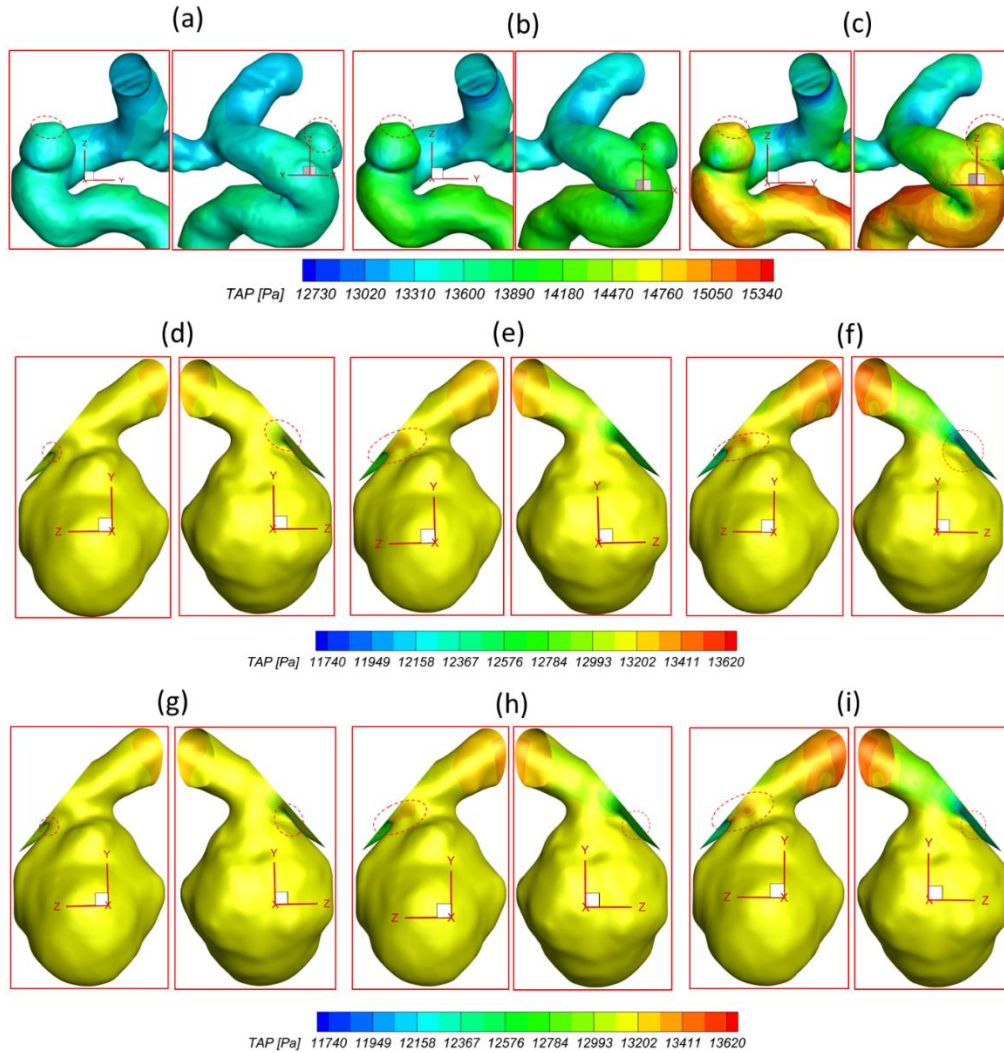 (a) (b) (c)
Z Y X Z Y X Z Y X Z Y X Z Y X Z
TAP [Pa] 12730 13020 13310 13600 13890 14180 14470 14760 15050 15340
(d) (e) (f)
Y Y Y Y Y Y
Z X X Z Z X X Z Z X X Z
TAP [Pa] 11740 11949 12158 12367 12576 12784 12993 13202 13411 13620
(g) (h) (i)
Y Y Y Y Y Y
Z X X Z Z X X Z Z X X Z
TAP [Pa] 11740 11949 12158 12367 12576 12784 12993 13202 13411 13620